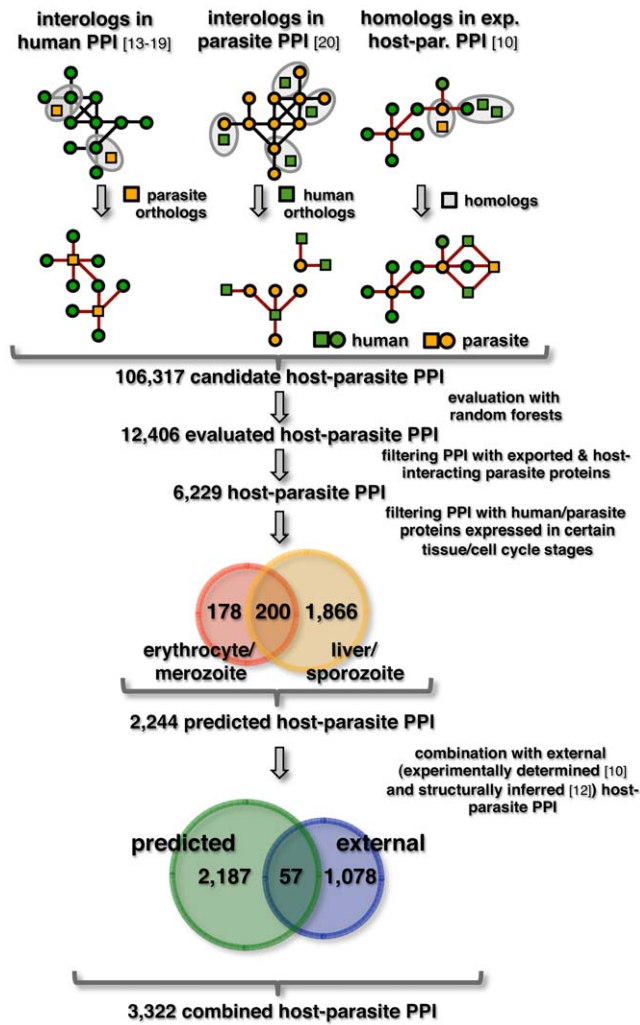 interologs in
human PPI [13-19]
interologs in
parasite PPI [20]
homologs in exp.
host-par. PPI [10]
parasite
orthologs
human
orthologs
homologs
human
parasite
106,317 candidate host-parasite PPI
evaluation with
random forests
12,406 evaluated host-parasite PPI
filtering PPI with exported & host-
interacting parasite proteins
6,229 host-parasite PPI
filtering PPI with human/parasite
proteins expressed in certain
tissue/cell cycle stages
178
200
1,866
erythrocyte/
merozoite
liver/
sporozoite
2,244 predicted host-parasite PPI
combination with external
(experimentally determined [10]
and structurally inferred [12]) host-
parasite PPI
predicted
external
2,187
57
1,078
3,322 combined host-parasite PPI